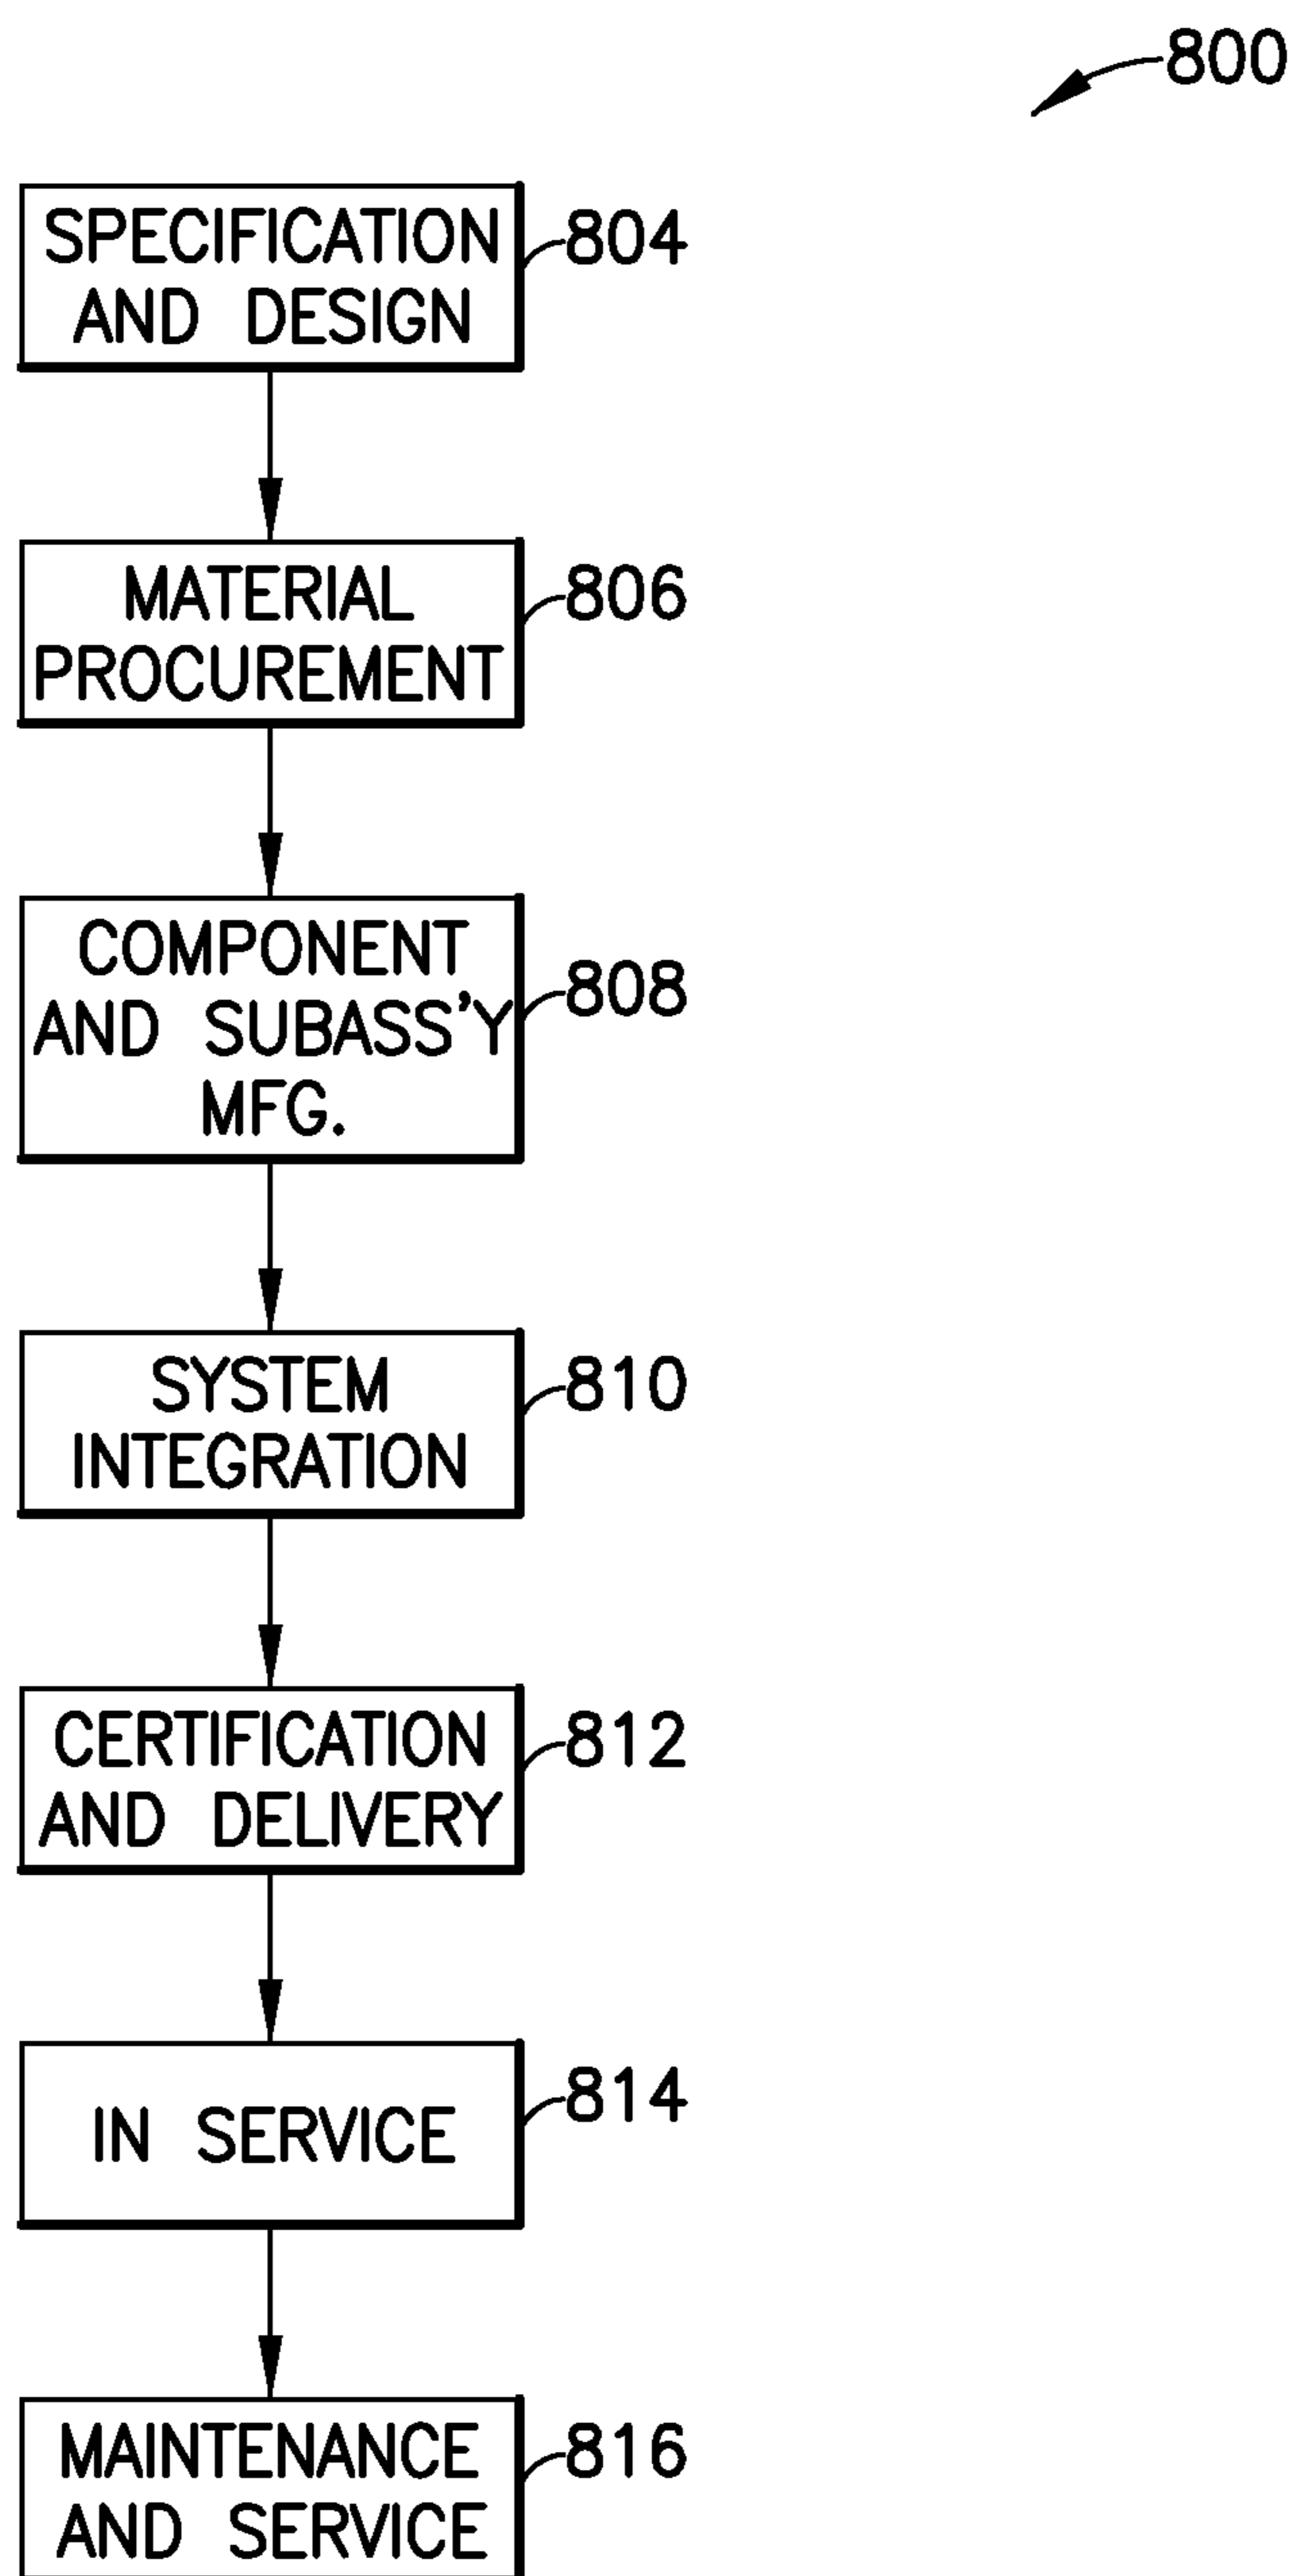 800
SPECIFICATION
AND DESIGN
804
MATERIAL
PROCUREMENT
806
COMPONENT
AND SUBASS'Y
MFG.
808
SYSTEM
INTEGRATION
810
CERTIFICATION
AND DELIVERY
812
IN SERVICE
814
MAINTENANCE
AND SERVICE
816